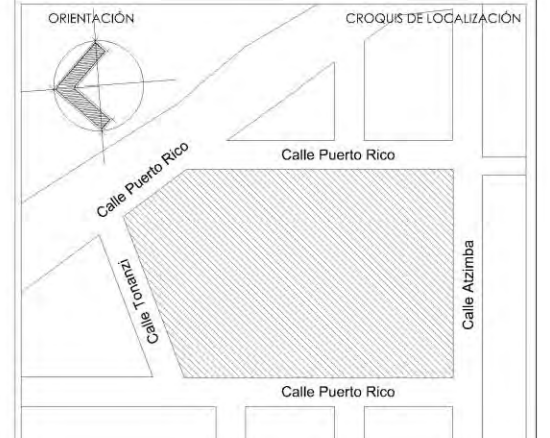 ORIENTACIÓN
CROQUIS DE LOCALIZACIÓN
Calle Puerto Rico
Calle Puerto Rico
Calle Tonanzi
Calle Atzimba
Calle Puerto Rico